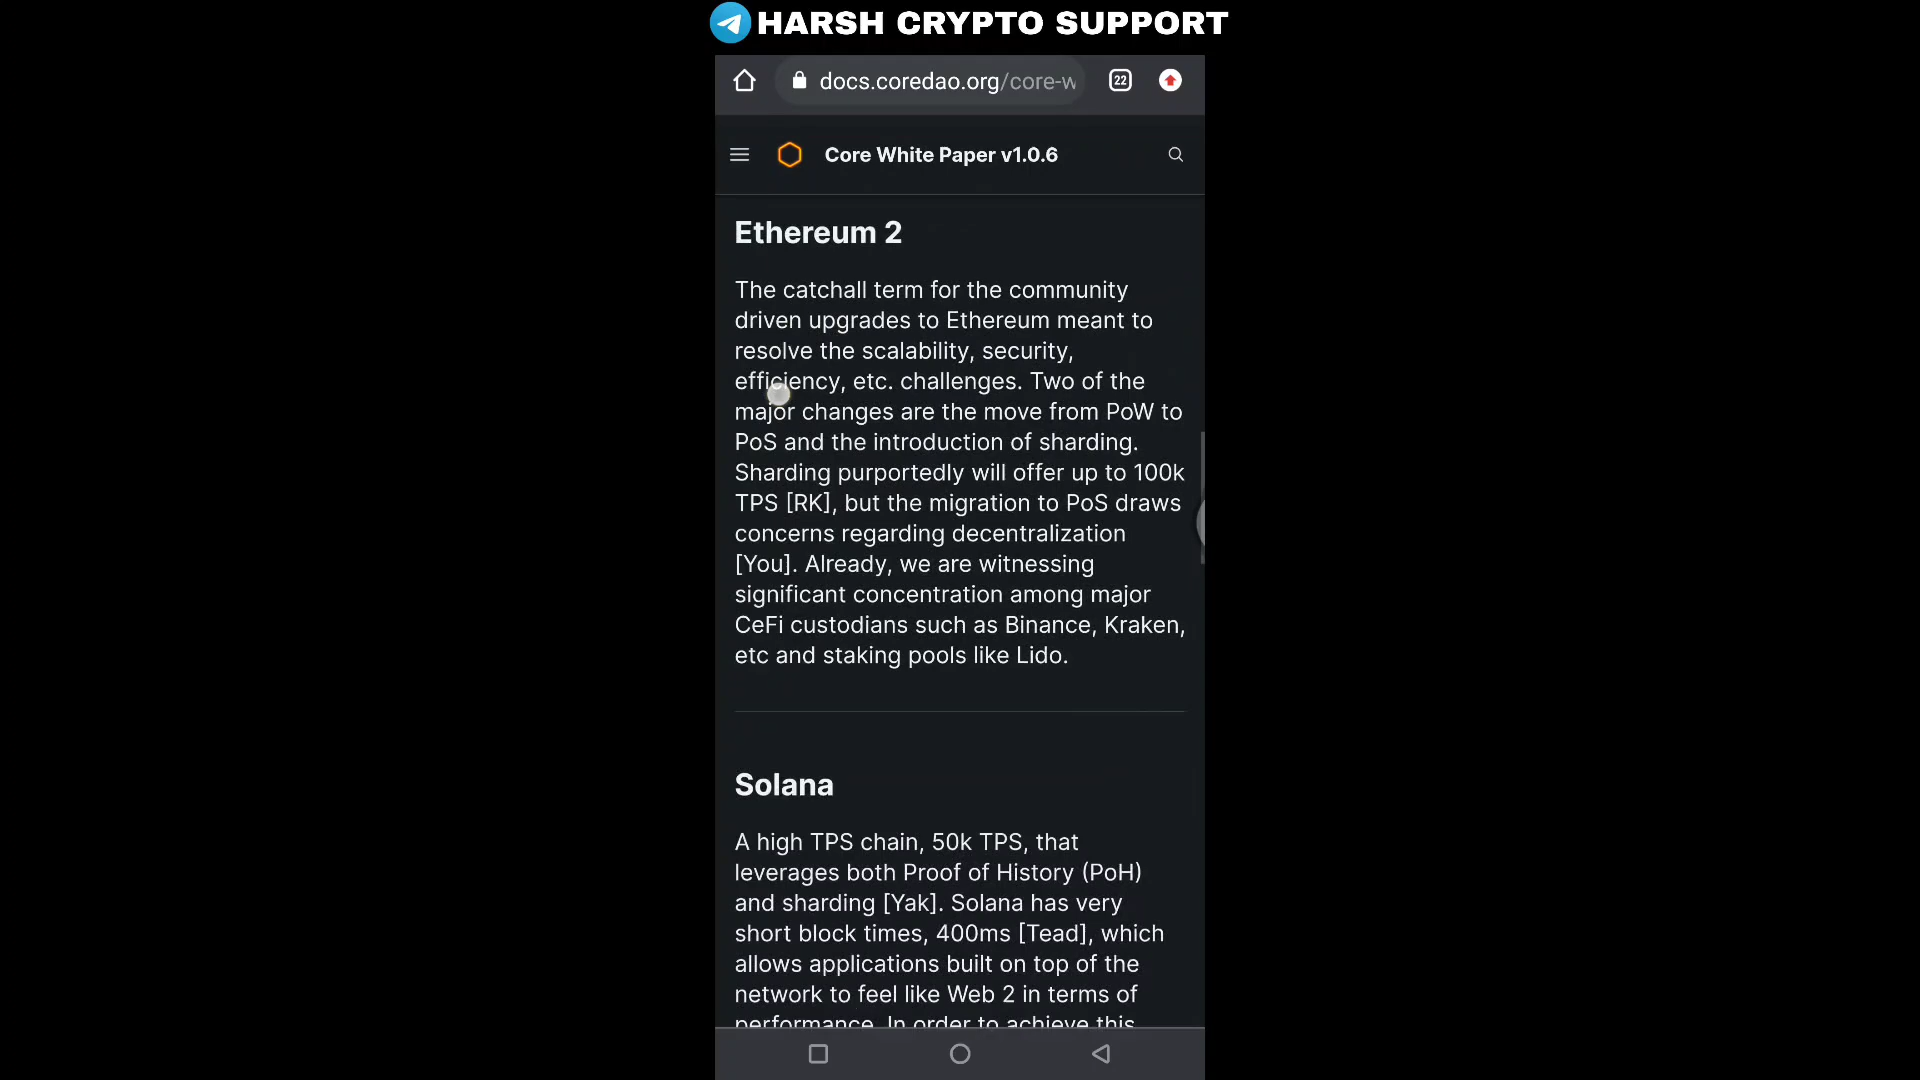 HARSH CRYPTO SUPPORT
docs.coredao.org/core-w
22
Core White Paper v1.0.6
Ethereum 2
The catchall term for the community
driven upgrades to Ethereum meant to
resolve the scalability, security,
efficiency, etc. challenges. Two of the
major changes are the move from PoW to
PoS and the introduction of sharding.
Sharding purportedly will offer up to 100k
TPS [RK], but the migration to PoS draws
concerns regarding decentralization
[You]. Already, we are witnessing
significant concentration among major
CeFi custodians such as Binance, Kraken,
etc and staking pools like Lido.
Solana
A high TPS chain, 50k TPS, that
leverages both Proof of History (PoH)
and sharding [Yak]. Solana has very
short block times, 400ms [Tead], which
allows applications built on top of the
network to feel like Web 2 in terms of
performance. In order to achieve this